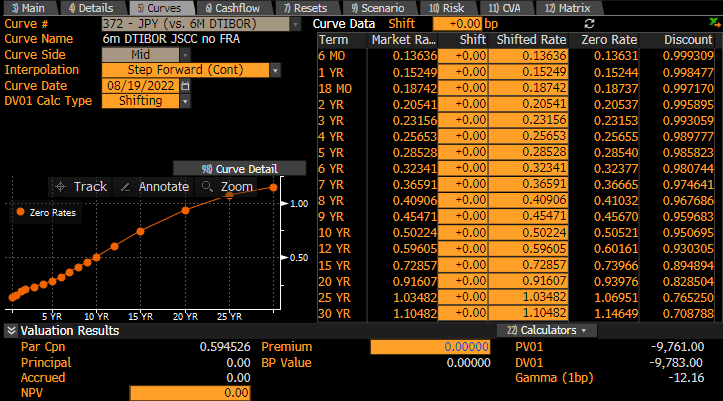 3) Main 4) Details 5) Curves 6) Cashflow 7) Resets 9) Scenario 10) Risk 11) CVA 12) Matrix
Curve # 372 - JPY (vs. 6M DTIBOR) Curve Data Shift +0.00 bp
Curve Name 6m DTIBOR JSCC no FRA
Curve Side Mid
Interpolation Step Forward (Cont)
Curve Date 08/19/2022
DV01 Calc Type Shifting
Term Market Ra... Shift Shifted Rate Zero Rate Discount
6 MO 0.13636 +0.00 0.13636 0.13631 0.999309
1 YR 0.15249 +0.00 0.15249 0.15244 0.998477
18 MO 0.18742 +0.00 0.18742 0.18737 0.997170
2 YR 0.20541 +0.00 0.20541 0.20537 0.995895
3 YR 0.23156 +0.00 0.23156 0.23153 0.993059
4 YR 0.25653 +0.00 0.25653 0.25655 0.989777
5 YR 0.28528 +0.00 0.28528 0.28540 0.985823
6 YR 0.32341 +0.00 0.32341 0.32377 0.980744
7 YR 0.36591 +0.00 0.36591 0.36665 0.974641
8 YR 0.40906 +0.00 0.40906 0.41032 0.967686
9 YR 0.45471 +0.00 0.45471 0.45670 0.959683
10 YR 0.50224 +0.00 0.50224 0.50521 0.950695
12 YR 0.59605 +0.00 0.59605 0.60161 0.930305
15 YR 0.72857 +0.00 0.72857 0.73966 0.894894
20 YR 0.91607 +0.00 0.91607 0.93976 0.828504
25 YR 1.03482 +0.00 1.03482 1.06951 0.765250
30 YR 1.10482 +0.00 1.10482 1.14649 0.708788
98) Curve Detail
Track Annotate Zoom
Zero Rates
1.00
0.50
5 YR 10 YR 15 YR 20 YR 25 YR
Valuation Results 22) Calculators
Par Cpn 0.594526 Premium 0.00000 PV01 -9,761.00
Principal 0.00 BP Value 0.00000 DV01 -9,783.00
Accrued 0.00 Gamma (1bp) -12.16
NPV 0.00